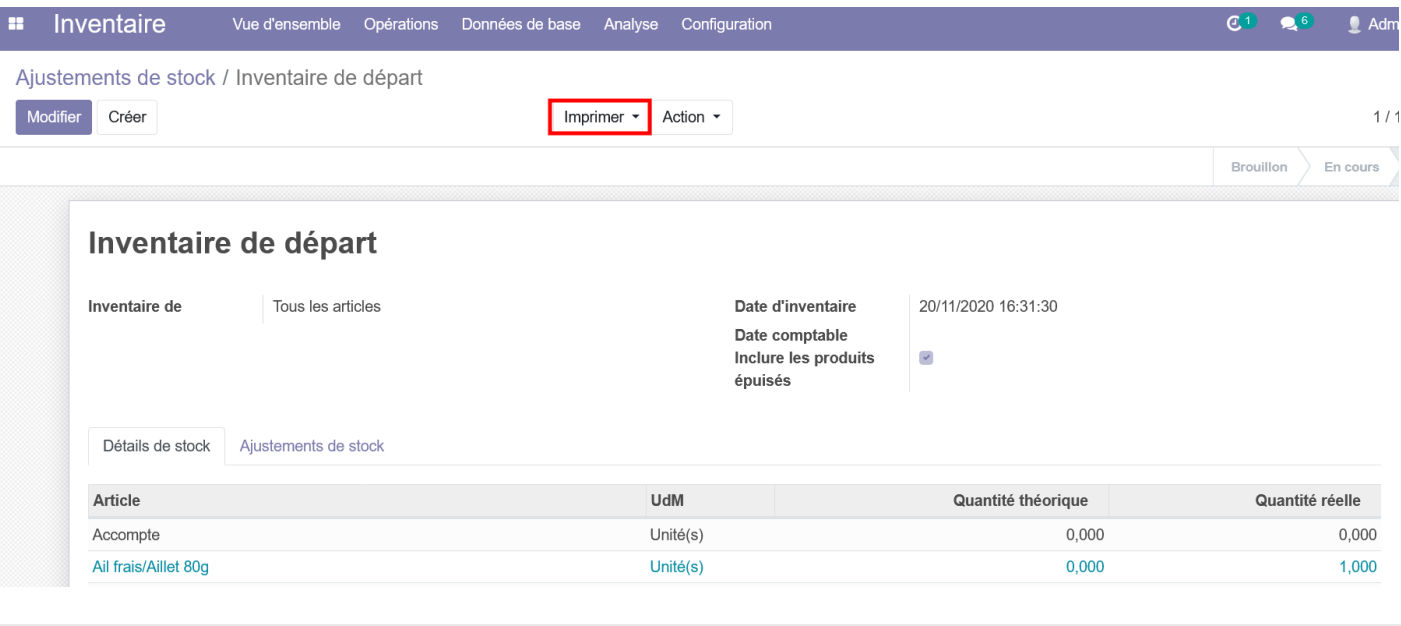 Inventaire Vue d'ensemble Opérations Données de base Analyse Configuration 1 6 Adm
Ajustements de stock / Inventaire de départ
Modifier Créer Imprimer Action 1 / 1
Brouillon En cours
Inventaire de départ
Inventaire de Tous les articles Date d'inventaire 20/11/2020 16:31:30
Date comptable
Inclure les produits
épuisés
Détails de stock Ajustements de stock
Article UdM Quantité théorique Quantité réelle
Accompte Unité(s) 0,000 0,000
Ail frais/Aillet 80g Unité(s) 0,000 1,000